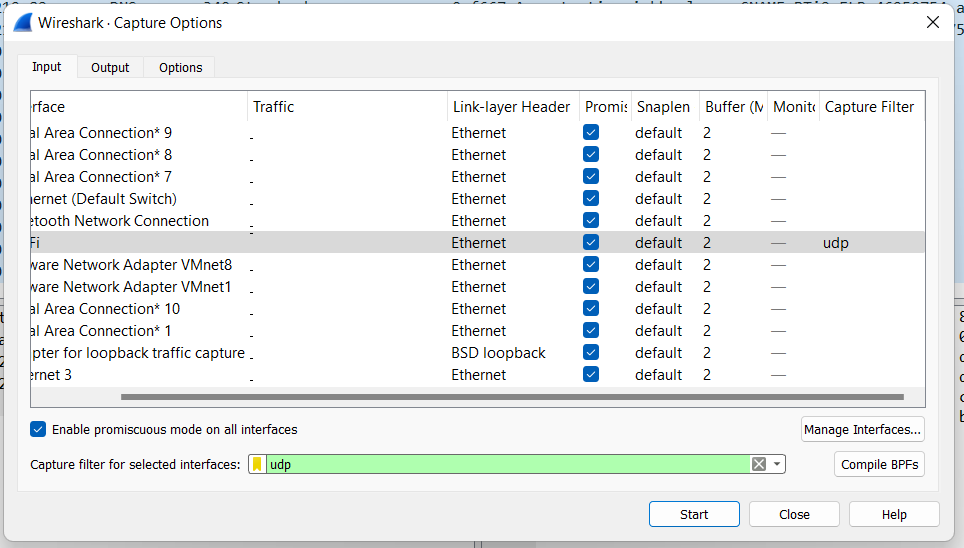 Wireshark · Capture Options
Input Output Options
erface Traffic Link-layer Header Promis Snaplen Buffer (M Monito Capture Filter
al Area Connection* 9 Ethernet default 2 —
al Area Connection* 8 Ethernet default 2 —
al Area Connection* 7 Ethernet default 2 —
ernet (Default Switch) Ethernet default 2 —
etooth Network Connection Ethernet default 2 —
Fi Ethernet default 2 — udp
ware Network Adapter VMnet8 Ethernet default 2 —
ware Network Adapter VMnet1 Ethernet default 2 —
al Area Connection* 10 Ethernet default 2 —
al Area Connection* 1 Ethernet default 2 —
pter for loopback traffic capture BSD loopback default 2 —
ernet 3 Ethernet default 2 —
Enable promiscuous mode on all interfaces Manage Interfaces...
Capture filter for selected interfaces: udp Compile BPFs
Start Close Help